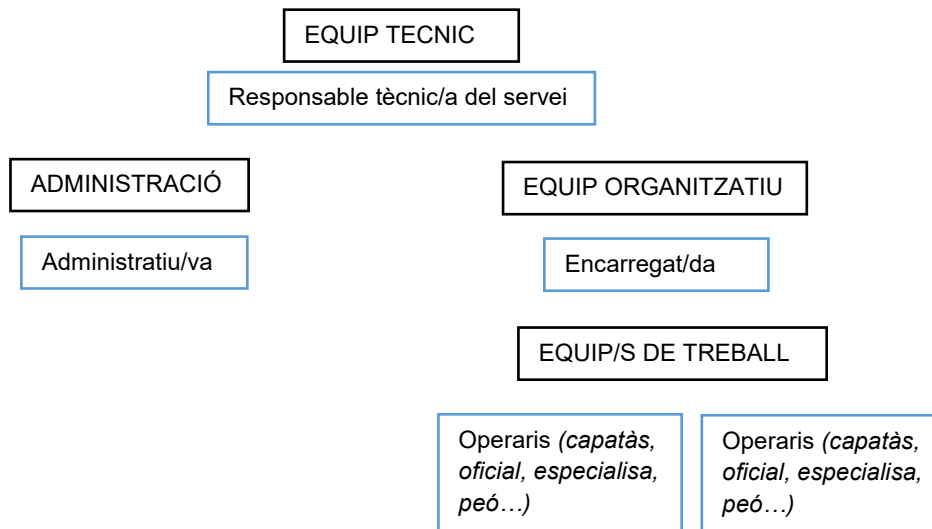 EQUIP TECNIC
Responsable tècnic/a del servei
ADMINISTRACIÓ
EQUIP ORGANITZATIU
Administratiu/va
Encarregat/da
EQUIP/S DE TREBALL
Operaris (capatàs,
oficial, especialisa,
peó…)
Operaris (capatàs,
oficial, especialisa,
peó…)